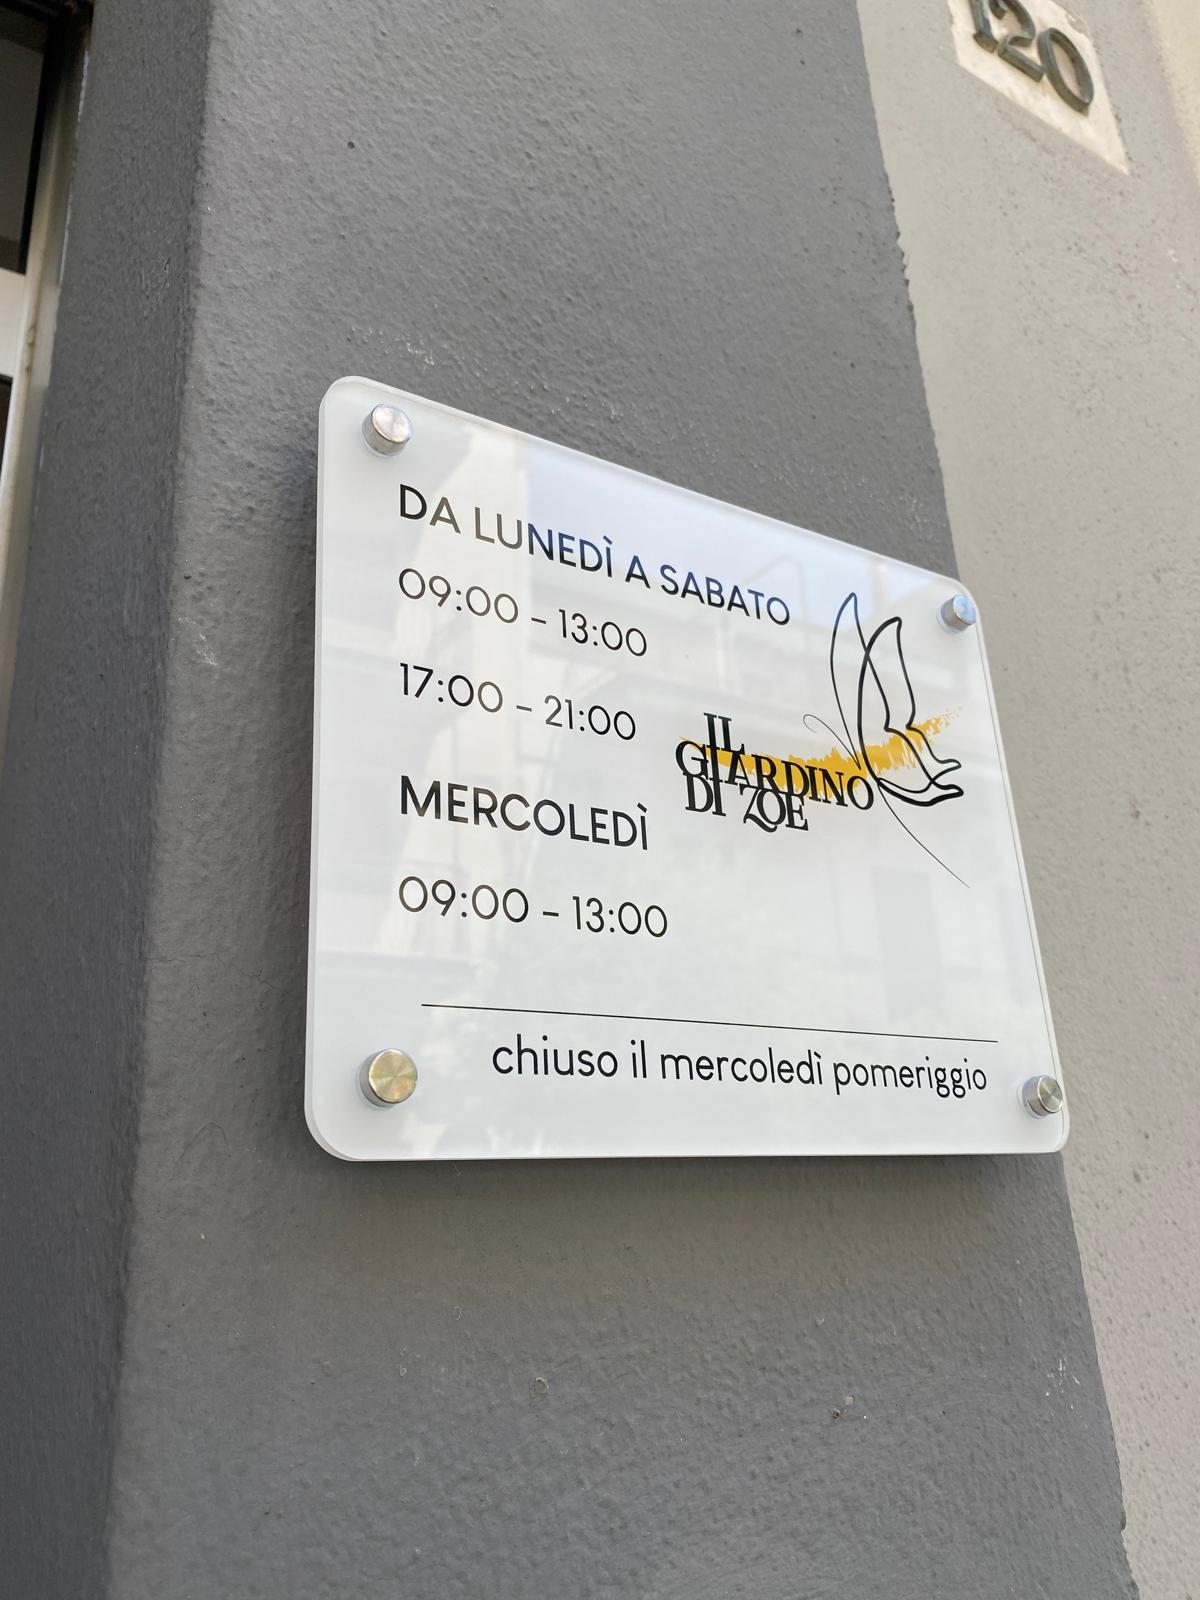 120
DA LUNEDÌ A SABATO
09:00 - 13:00
17:00 - 21:00
IL
GIARDINO
DI ZOE
MERCOLEDÌ
09:00 - 13:00
chiuso il mercoledì pomeriggio